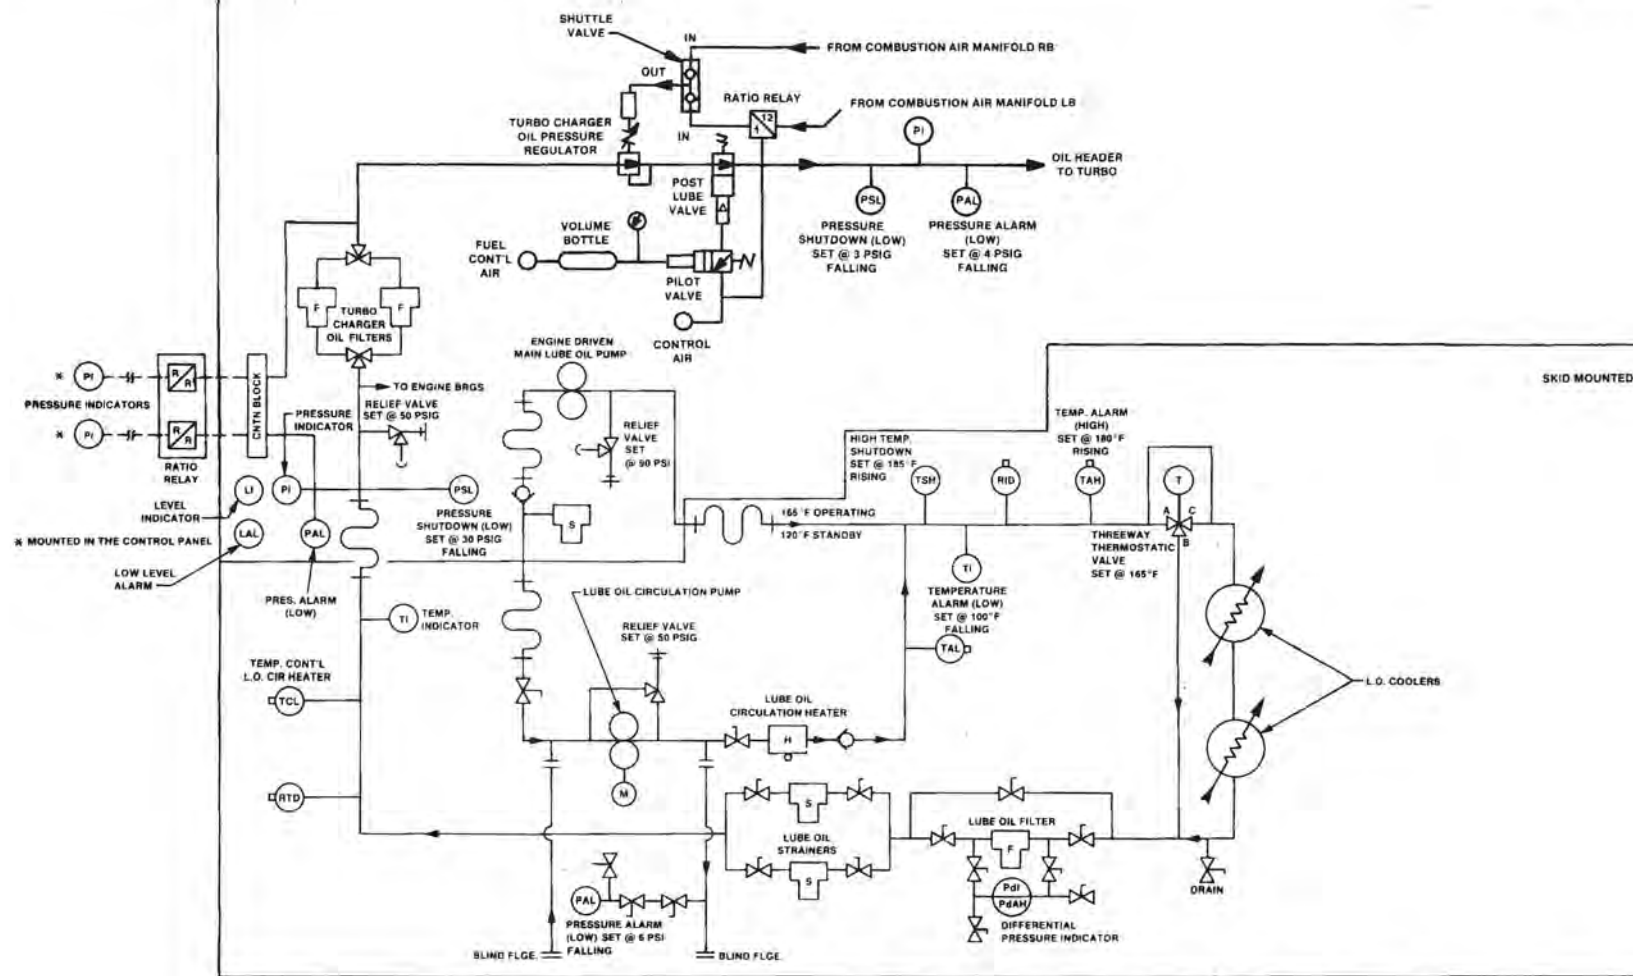 SHUTTLE
VALVE
IN
FROM COMBUSTION AIR MANIFOLD RB
OUT
RATIO RELAY
FROM COMBUSTION AIR MANIFOLD LB
12
1
IN
TURBO CHARGER
OIL PRESSURE
REGULATOR
PI
OIL HEADER
TO TURBO
POST
LUBE
VALVE
PSL
PAL
PRESSURE
SHUTDOWN (LOW)
SET @ 3 PSIG
FALLING
PRESSURE ALARM
(LOW)
SET @ 4 PSIG
FALLING
VOLUME
BOTTLE
FUEL
CONT'L
AIR
PILOT
VALVE
CONTROL
AIR
F
F
TURBO
CHARGER
OIL FILTERS
ENGINE DRIVEN
MAIN LUBE OIL PUMP
SKID MOUNTED
* PI
R/R
CNTN BLOCK
TO ENGINE BRGS
PRESSURE INDICATORS
RELIEF VALVE
SET @ 50 PSIG
PRESSURE
INDICATOR
* PI
R/R
RATIO
RELAY
RELIEF
VALVE
SET
@ 90 PSI
HIGH TEMP.
SHUTDOWN
SET @ 185°F
RISING
TEMP. ALARM
(HIGH)
SET @ 180°F
RISING
LI
PI
PSL
TSH
RID
TAH
T
LEVEL
INDICATOR
PRESSURE
SHUTDOWN (LOW)
SET @ 30 PSIG
FALLING
S
165°F OPERATING
120°F STANDBY
A
C
B
* MOUNTED IN THE CONTROL PANEL
LAL
PAL
THREEWAY
THERMOSTATIC
VALVE
SET @ 165°F
LOW LEVEL
ALARM
PRES. ALARM
(LOW)
TI
TEMPERATURE
ALARM (LOW)
SET @ 100°F
FALLING
LUBE OIL CIRCULATION PUMP
TI
TEMP.
INDICATOR
RELIEF VALVE
SET @ 50 PSIG
TAL
TEMP. CONT'L
L.O. CIR HEATER
TCL
LUBE OIL
CIRCULATION HEATER
H
L.O. COOLERS
M
RTD
S
LUBE OIL
STRAINERS
S
LUBE OIL FILTER
F
DRAIN
PdI
PdAH
DIFFERENTIAL
PRESSURE INDICATOR
PAL
PRESSURE ALARM
(LOW) SET @ 6 PSI
FALLING
BLIND FLGE.
BLIND FLGE.